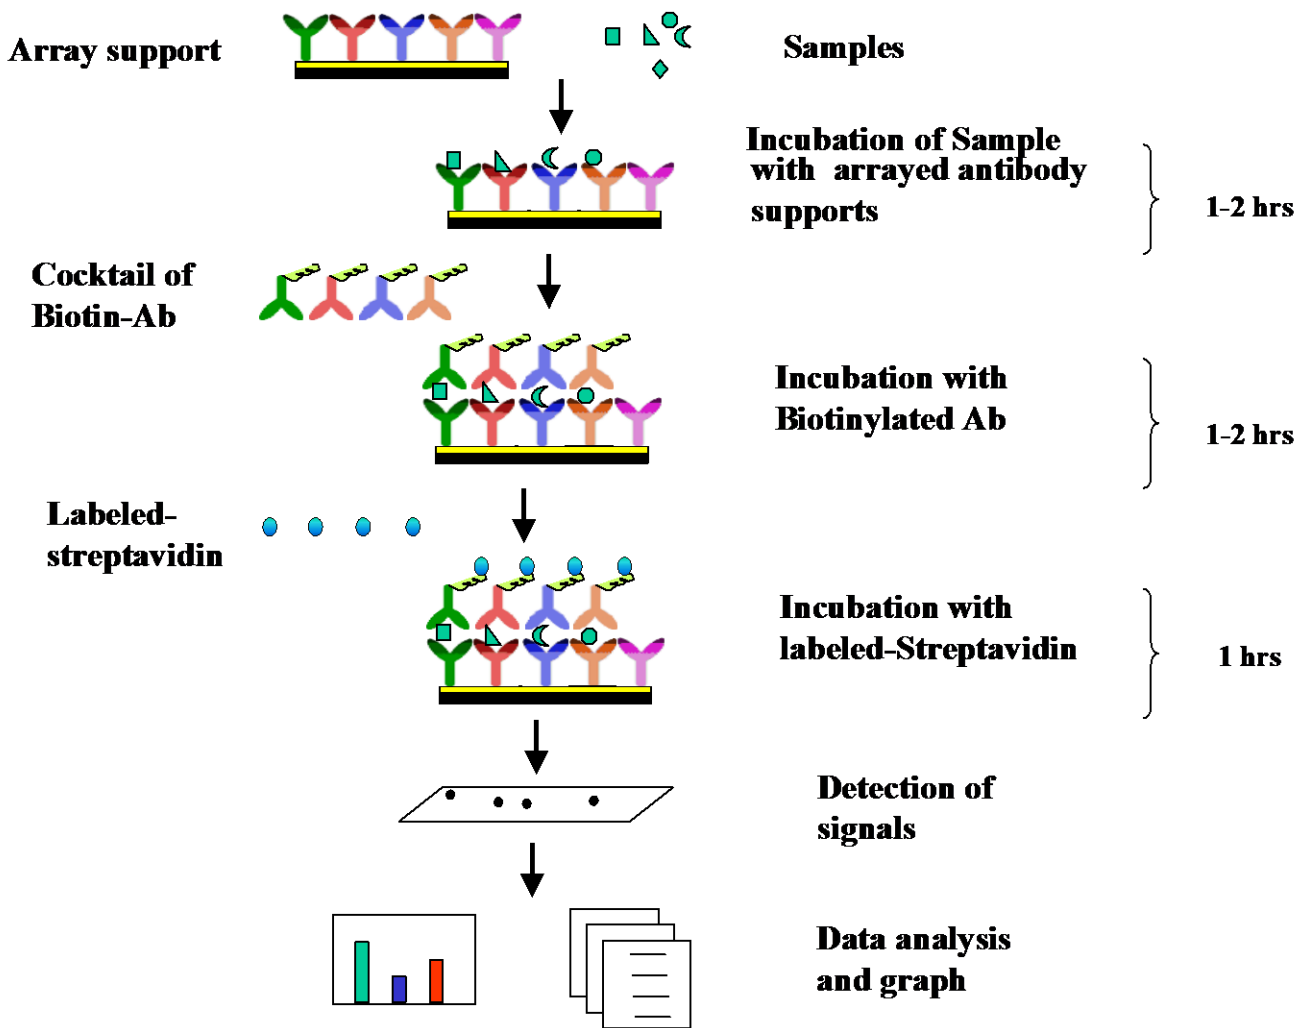 Array support
Samples
Incubation of Sample
with arrayed antibody
supports
1-2 hrs
Cocktail of
Biotin-Ab
Incubation with
Biotinylated Ab
1-2 hrs
Labeled-
streptavidin
Incubation with
labeled-Streptavidin
1 hrs
Detection of
signals
Data analysis
and graph